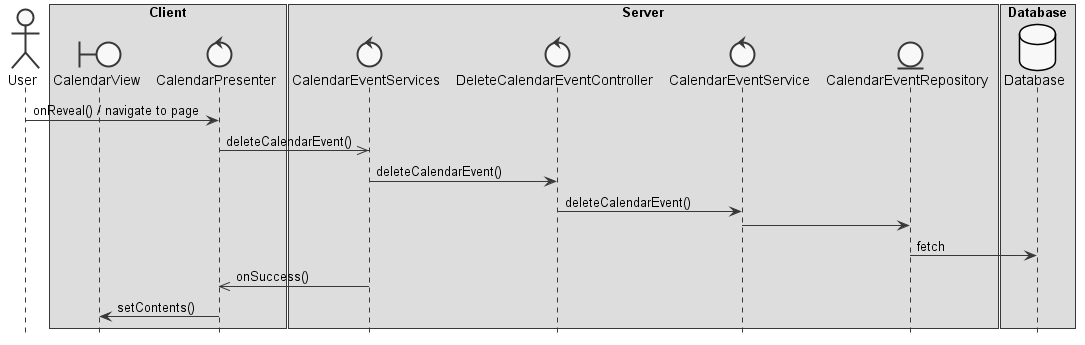 Client
Server
Database
User
CalendarView
CalendarPresenter
CalendarEventServices
DeleteCalendarEventController
CalendarEventService
CalendarEventRepository
Database
onReveal() / navigate to page
deleteCalendarEvent()
deleteCalendarEvent()
deleteCalendarEvent()
fetch
onSuccess()
setContents()